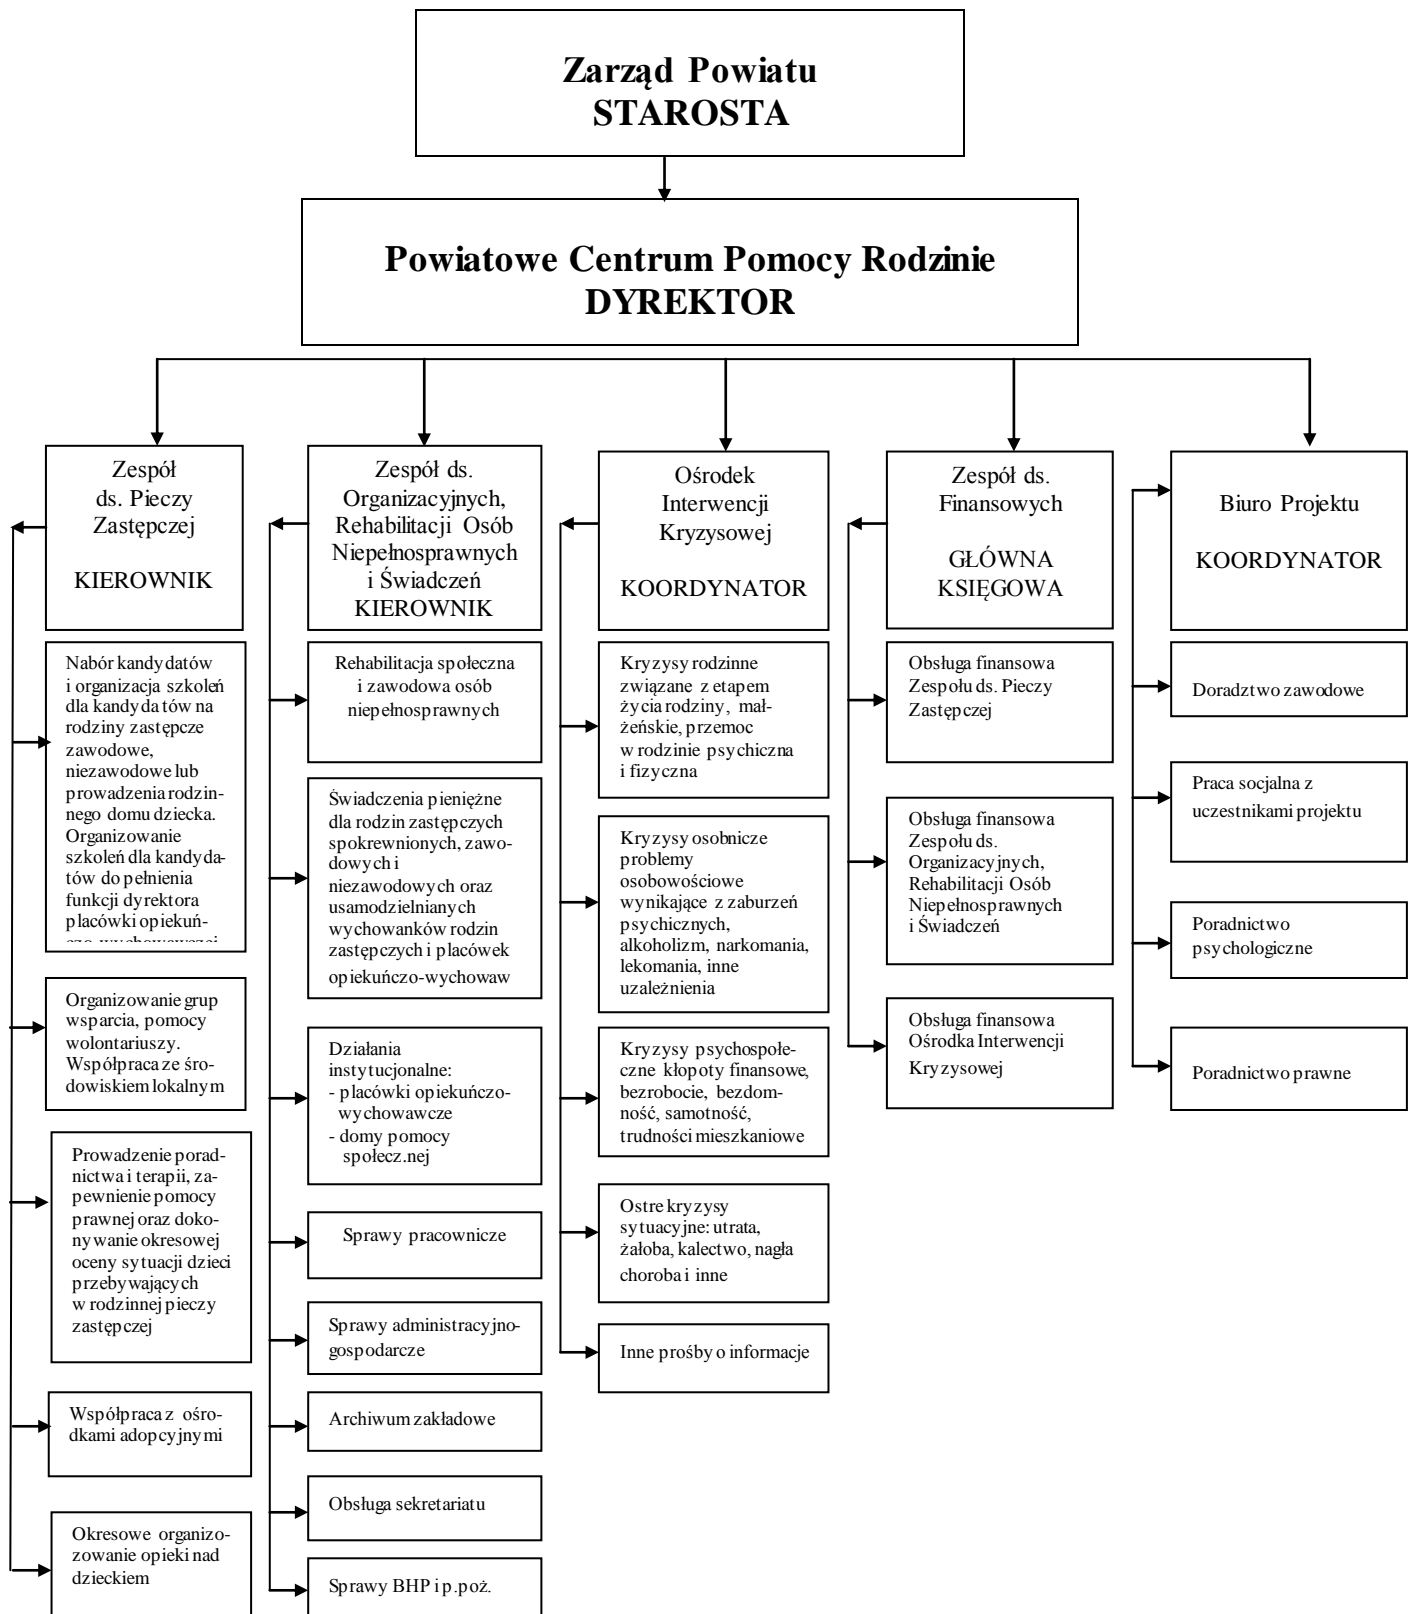 Zarząd Powiatu
STAROSTA
Powiatowe Centrum Pomocy Rodzinie
DYREKTOR
Zespół
ds. Pieczy
Zastępczej
KIEROWNIK
Nabór kandydatów
i organizacja szkoleń
dla kandydatów na
rodziny zastępcze
zawodowe,
niezawodowe lub
prowadzenia rodzin-
nego domu dziecka.
Organizowanie
szkoleń dla kandyda-
tów do pełnienia
funkcji dyrektora
placówki opiekuń-
czo-wychowawczej
Organizowanie grup
wsparcia, pomocy
wolontariuszy.
Współpraca ze śro-
dowiskiem lokalnym
Prowadzenie porad-
nictwa i terapii, za-
pewnienie pomocy
prawnej oraz doko-
nywanie okresowej
oceny sytuacji dzieci
przebywających
w rodzinnej pieczy
zastępczej
Współpraca z ośro-
dkami adopcyjnymi
Okresowe organizo-
zowanie opieki nad
dzieckiem
Zespół ds.
Organizacyjnych,
Rehabilitacji Osób
Niepełnosprawnych
i Świadczeń
KIEROWNIK
Rehabilitacja społeczna
i zawodowa osób
niepełnosprawnych
Świadczenia pieniężne
dla rodzin zastępczych
spokrewnionych, zawo-
dowych i
niezawodowych oraz
usamodzielnianych
wychowanków rodzin
zastępczych i placówek
opiekuńczo-wychowaw
Działania
instytucjonalne:
- placówki opiekuńczo-
wychowawcze
- domy pomocy
społecz.nej
Sprawy pracownicze
Sprawy administracyjno-
gospodarcze
Archiwum zakładowe
Obsługa sekretariatu
Sprawy BHP i p.poż.
Ośrodek
Interwencji
Kryzysowej
KOORDYNATOR
Kryzysy rodzinne
związane z etapem
życia rodziny, mał-
żeńskie, przemoc
w rodzinie psychiczna
i fizyczna
Kryzysy osobnicze
problemy
osobowościowe
wynikające z zaburzeń
psychicznych,
alkoholizm, narkomania,
lekomania, inne
uzależnienia
Kryzysy psychospołe-
czne kłopoty finansowe,
bezrobocie, bezdom-
ność, samotność,
trudności mieszkaniowe
Ostre kryzysy
sytuacyjne: utrata,
żałoba, kalectwo, nagła
choroba i inne
Inne prośby o informacje
Zespół ds.
Finansowych
GŁÓWNA
KSIĘGOWA
Obsługa finansowa
Zespołu ds. Pieczy
Zastępczej
Obsługa finansowa
Zespołu ds.
Organizacyjnych,
Rehabilitacji Osób
Niepełnosprawnych
i Świadczeń
Obsługa finansowa
Ośrodka Interwencji
Kryzysowej
Biuro Projektu
KOORDYNATOR
Doradztwo zawodowe
Praca socjalna z
uczestnikami projektu
Poradnictwo
psychologiczne
Poradnictwo prawne